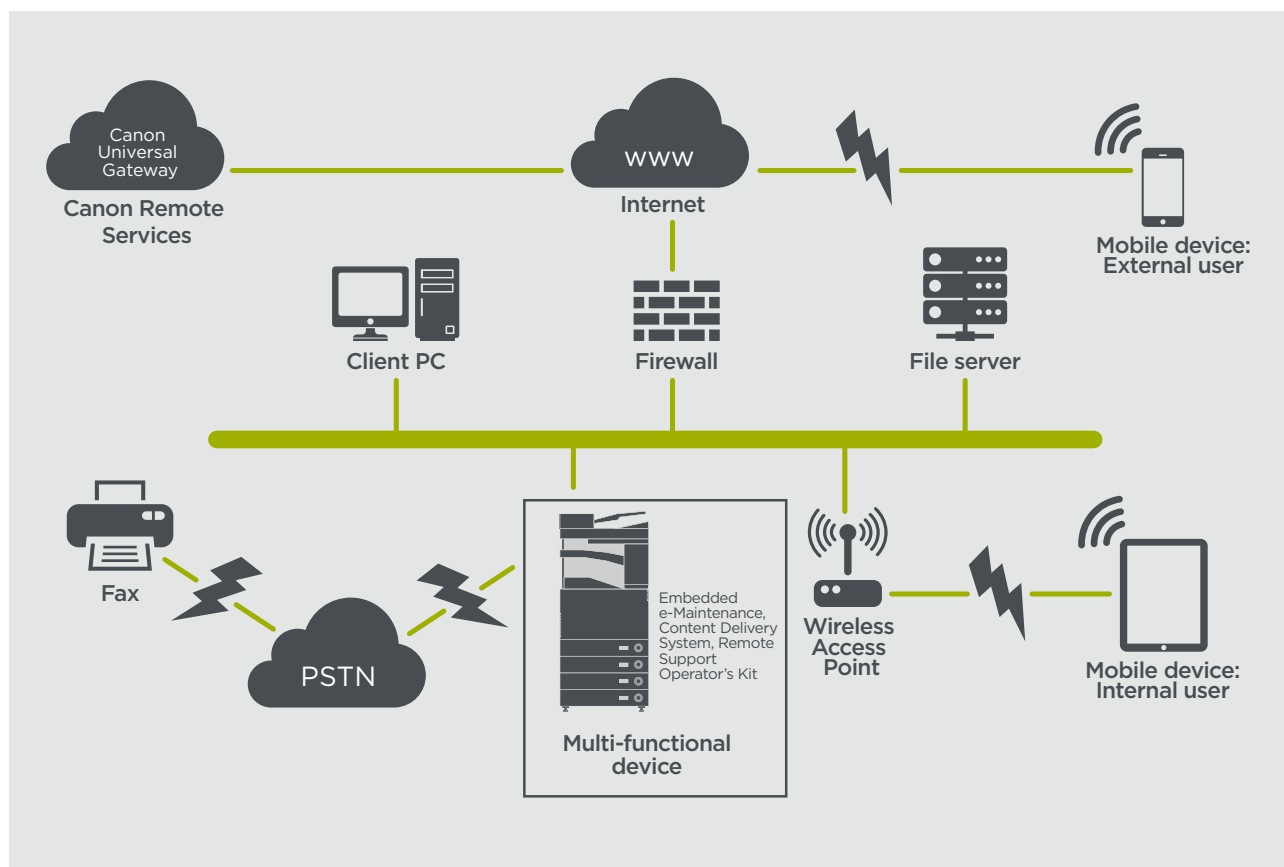 Canon
Universal
Gateway
Canon Remote
Services
www
Internet
Mobile device:
External user
Client PC
Firewall
File server
Fax
PSTN
Embedded
e-Maintenance,
Content Delivery
System, Remote
Support
Operator's Kit
Multi-functional
device
Wireless
Access
Point
Mobile device:
Internal user